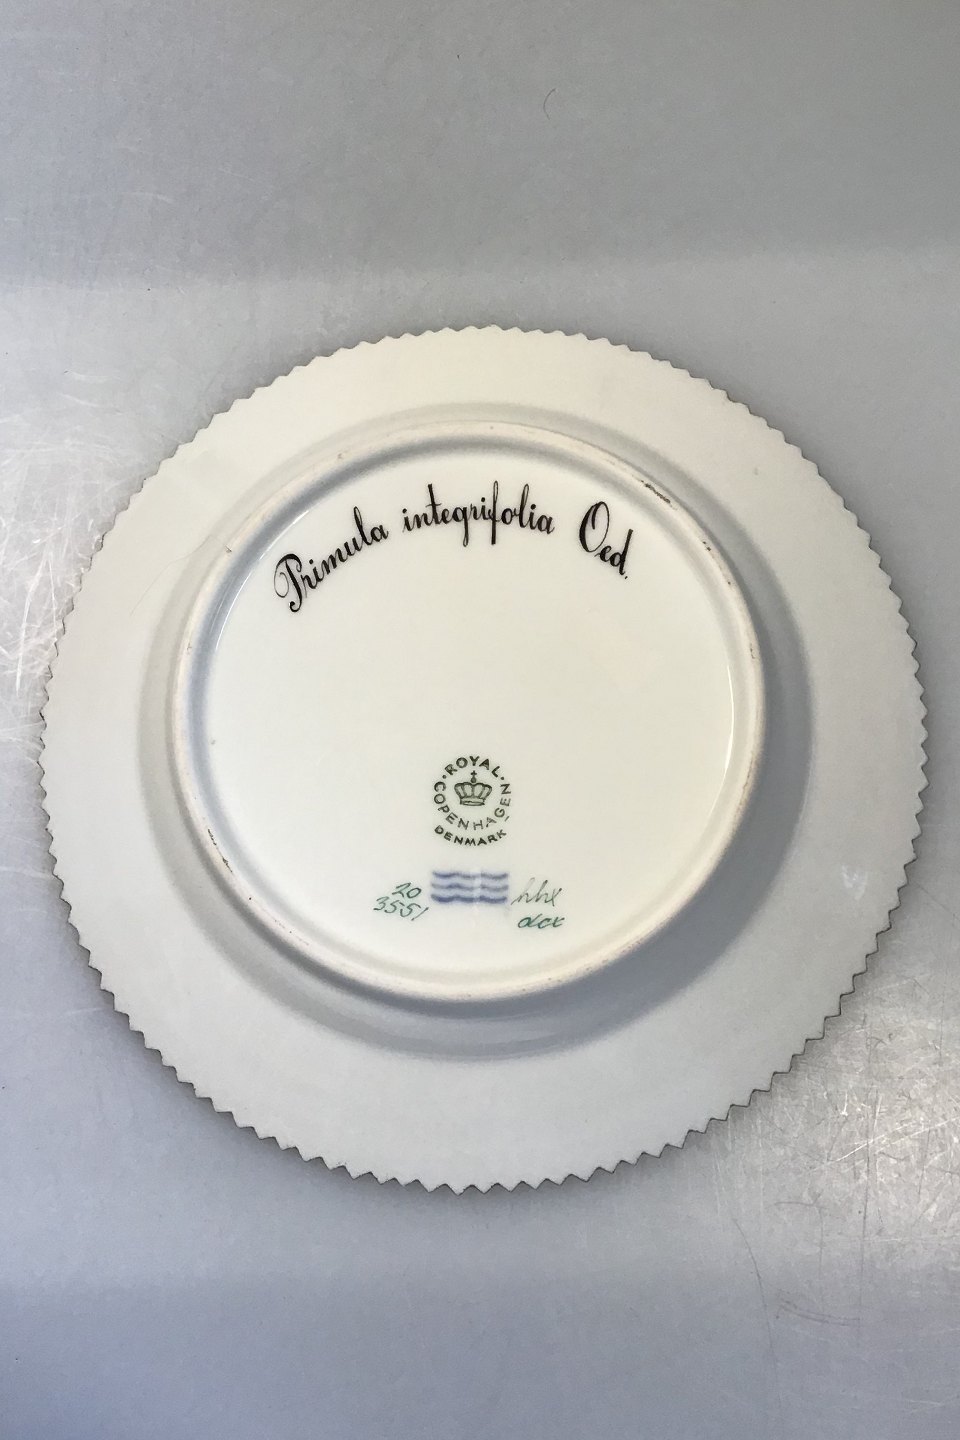 Primula integrifolia Oed.
ROYAL
COPENHAGEN
DENMARK
20
3551